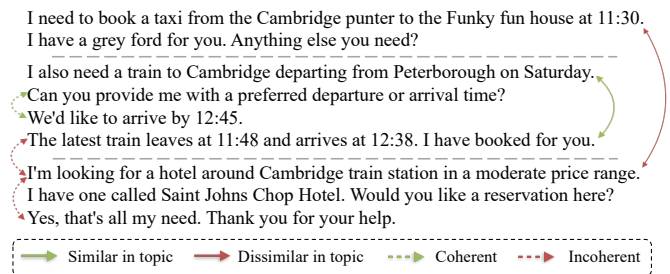 I need to book a taxi from the Cambridge punter to the Funky fun house at 11:30.
I have a grey ford for you. Anything else you need?
I also need a train to Cambridge departing from Peterborough on Saturday.
Can you provide me with a preferred departure or arrival time?
We'd like to arrive by 12:45.
The latest train leaves at 11:48 and arrives at 12:38. I have booked for you.
I'm looking for a hotel around Cambridge train station in a moderate price range.
I have one called Saint Johns Chop Hotel. Would you like a reservation here?
Yes, that's all my need. Thank you for your help.
Similar in topic Dissimilar in topic Coherent Incoherent